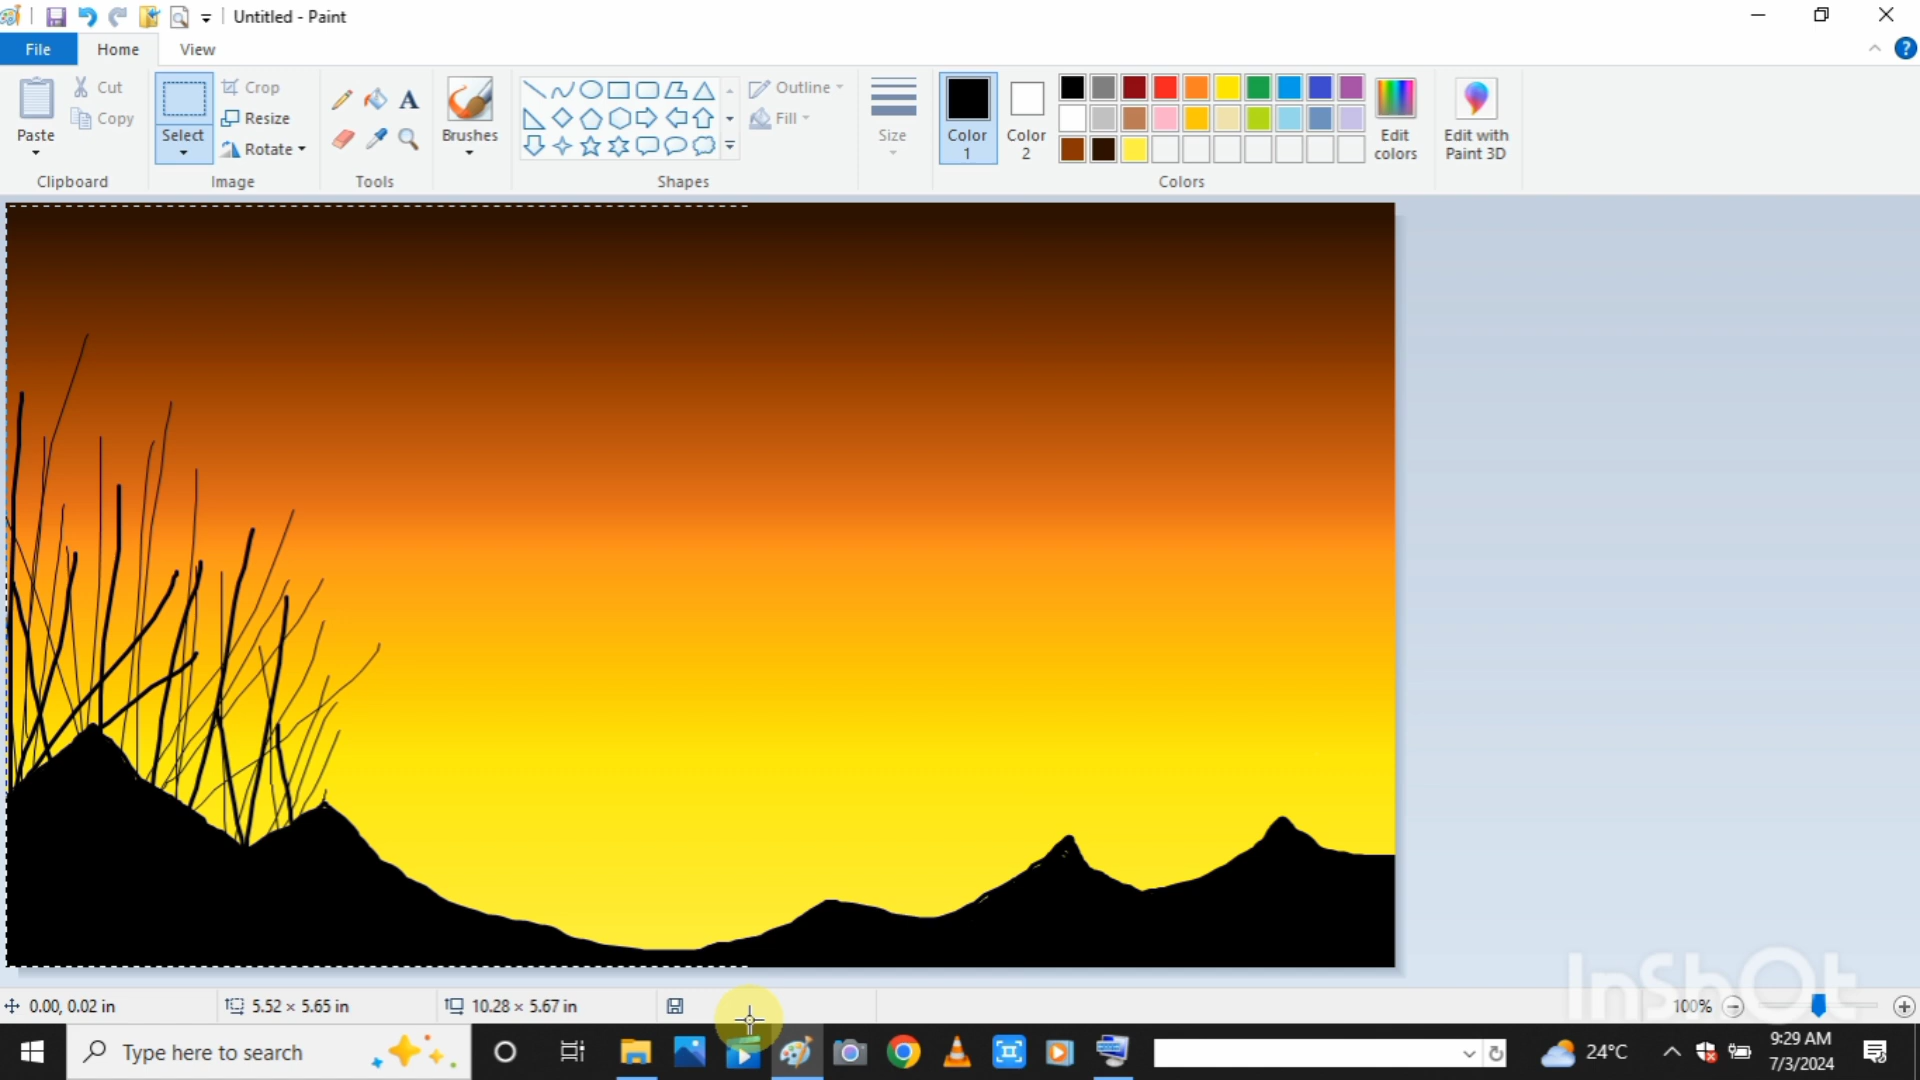 Untitled - Paint
File Home View
Paste
Cut
Copy
Clipboard
Select
Crop
Resize
Rotate
Image
A
Tools
Brushes
Shapes
Outline
Fill
Size
Color 1
Color 2
Colors
Edit colors
Edit with Paint 3D
?
0.00, 0.02 in
5.52 × 5.65 in
10.28 × 5.67 in
100%
InShOt
Type here to search
24°C
9:29 AM
7/3/2024